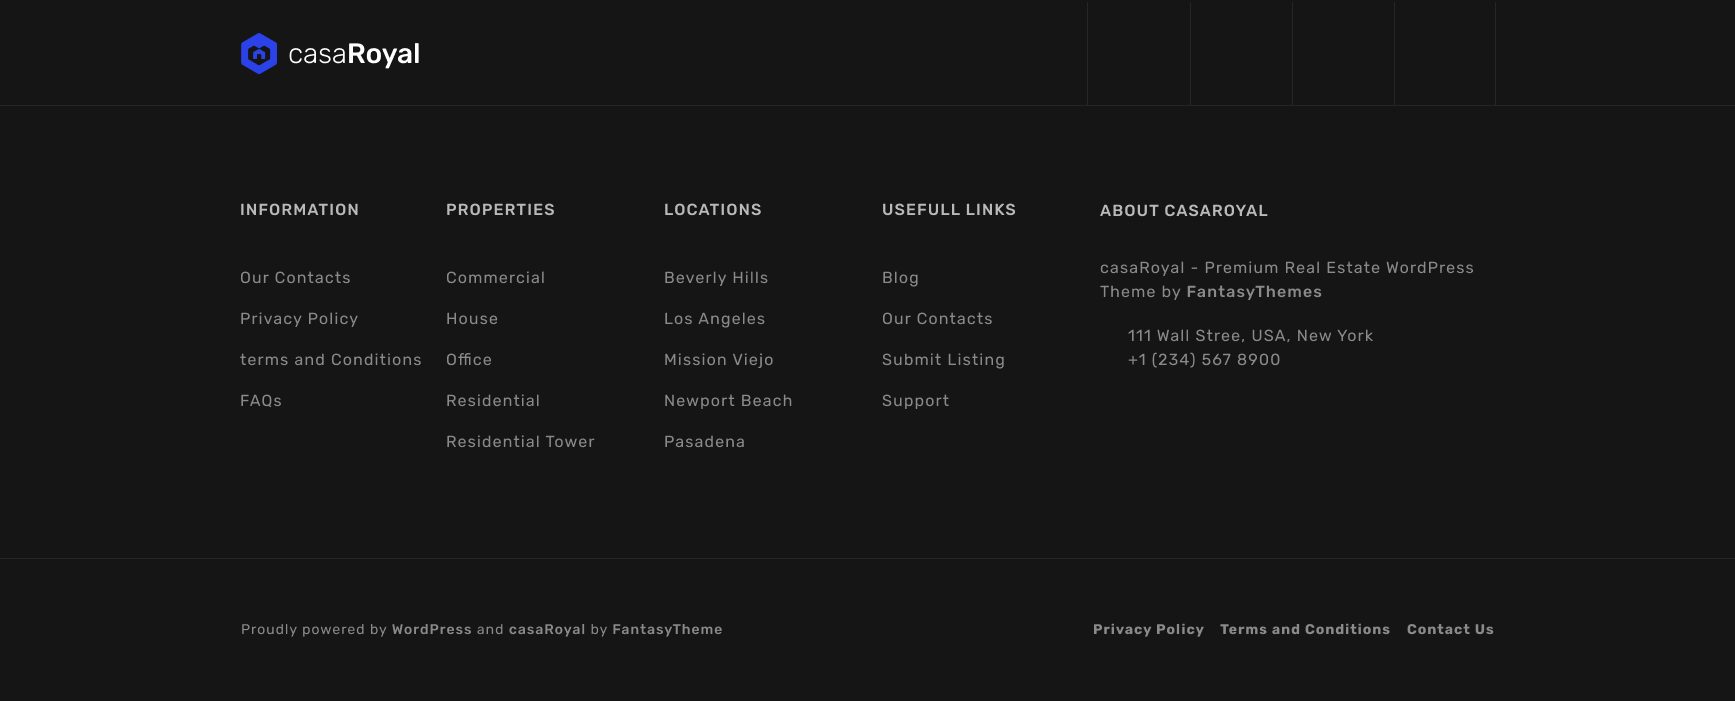 casaRoyal
INFORMATION
Our Contacts
Privacy Policy
terms and Conditions
FAQs
PROPERTIES
Commercial
House
Office
Residential
Residential Tower
LOCATIONS
Beverly Hills
Los Angeles
Mission Viejo
Newport Beach
Pasadena
USEFULL LINKS
Blog
Our Contacts
Submit Listing
Support
ABOUT CASAROYAL
casaRoyal - Premium Real Estate WordPress
Theme by FantasyThemes
111 Wall Stree, USA, New York
+1 (234) 567 8900
Proudly powered by WordPress and casaRoyal by FantasyTheme
Privacy Policy Terms and Conditions Contact Us